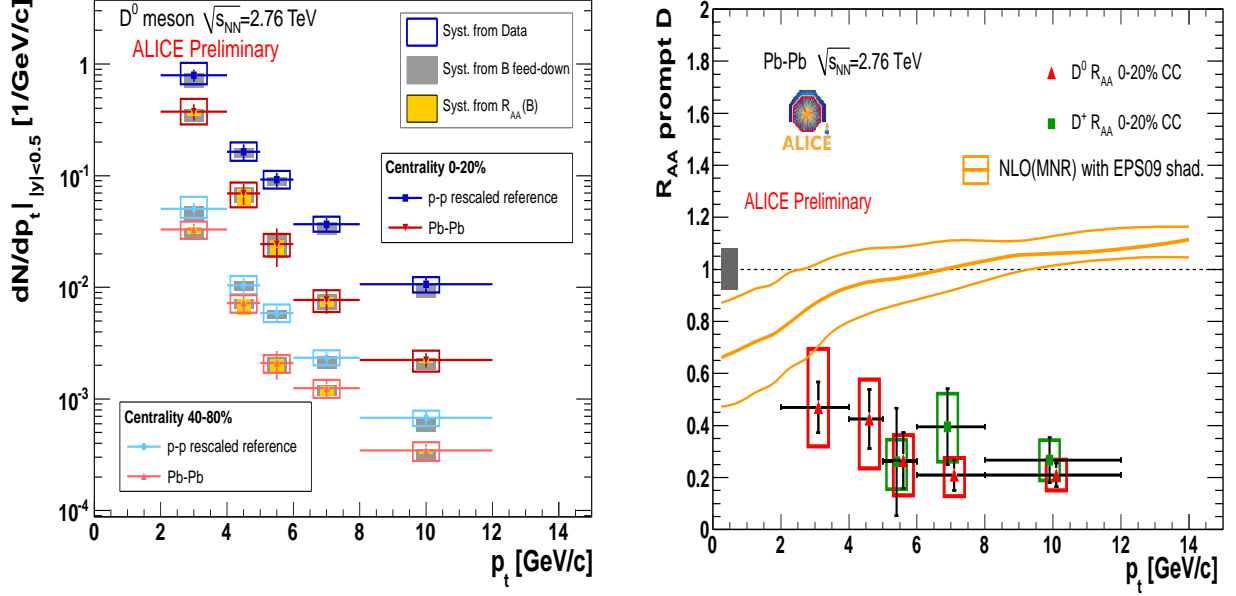 D⁰ meson √s_NN=2.76 TeV
ALICE Preliminary
Syst. from Data
Syst. from B feed-down
Syst. from R_AA(B)
Centrality 0-20%
p-p rescaled reference
Pb-Pb
Centrality 40-80%
p-p rescaled reference
Pb-Pb
dN/dp_t|_|y|<0.5 [1/GeV/c]
1
10⁻¹
10⁻²
10⁻³
10⁻⁴
0 2 4 6 8 10 12 14
p_t [GeV/c]
R_AA prompt D
2
1.8
1.6
1.4
1.2
1
0.8
0.6
0.4
0.2
0
Pb-Pb √s_NN=2.76 TeV
ALICE
D⁰ R_AA 0-20% CC
D⁺ R_AA 0-20% CC
NLO(MNR) with EPS09 shad.
ALICE Preliminary
0 2 4 6 8 10 12 14
p_t [GeV/c]